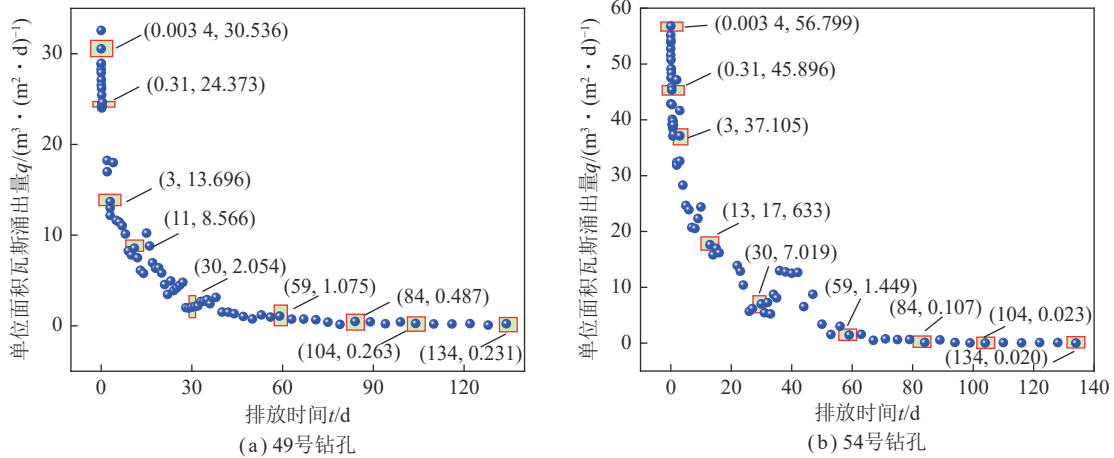 单位面积瓦斯涌出量q/(m³·(m²·d)⁻¹)
30
20
10
0
(0.003 4, 30.536)
(0.31, 24.373)
(3, 13.696)
(11, 8.566)
(30, 2.054)
(59, 1.075)
(84, 0.487)
(104, 0.263)
(134, 0.231)
0 30 60 90 120
排放时间t/d
(a) 49号钻孔
单位面积瓦斯涌出量q/(m³·(m²·d)⁻¹)
60
50
40
30
20
10
0
(0.003 4, 56.799)
(0.31, 45.896)
(3, 37.105)
(13, 17, 633)
(30, 7.019)
(59, 1.449)
(84, 0.107)
(104, 0.023)
(134, 0.020)
0 20 40 60 80 100 120 140
排放时间t/d
(b) 54号钻孔